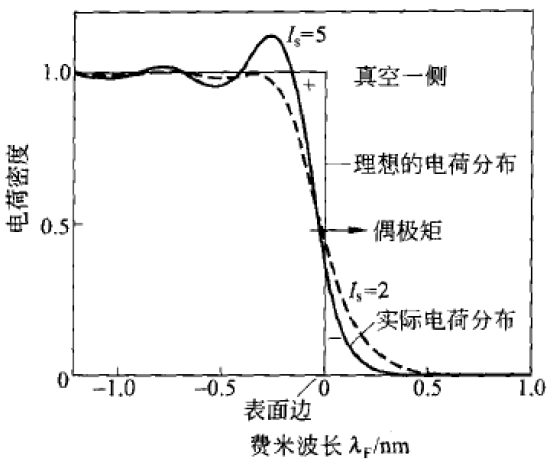 I_s=5
1.0
真空一侧
+
理想的电荷分布
电荷密度
0.5
偶极矩
I_s=2
实际电荷分布
−
0
-1.0
-0.5
0
0.5
1.0
表面边
费米波长 λ_F/nm